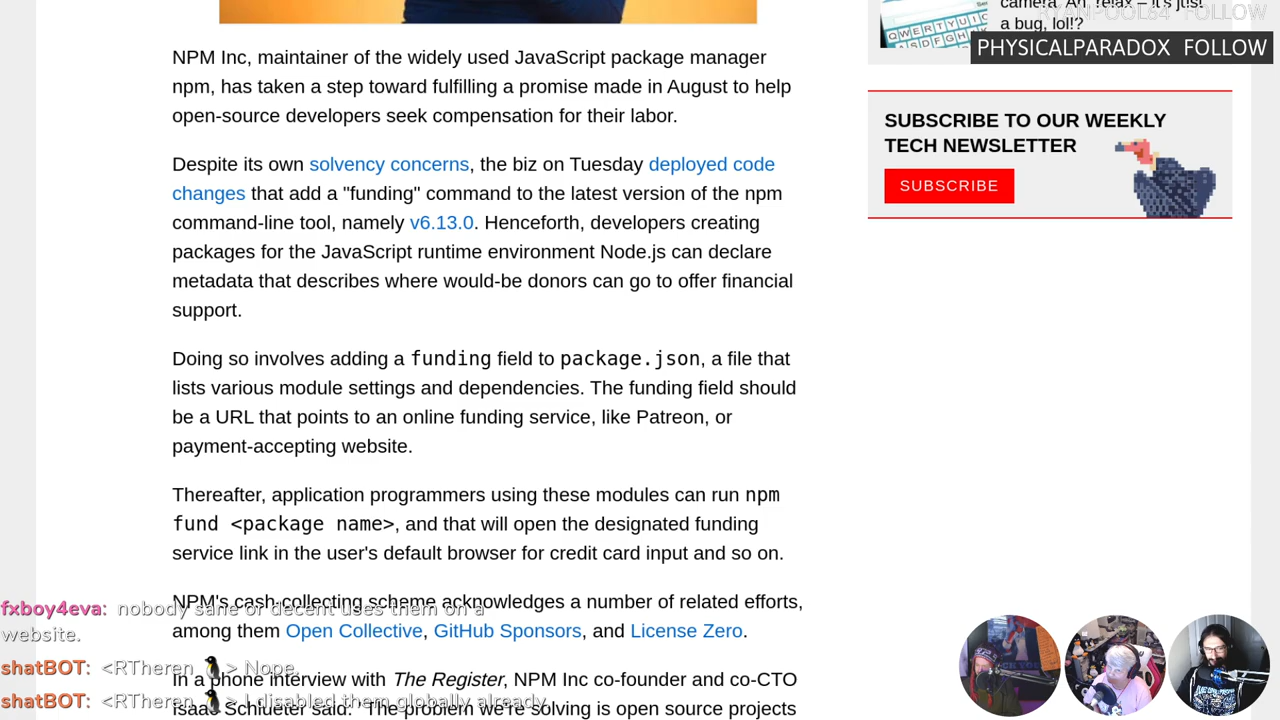 camera  Ah, relax – it's just
a bug, lol!?
RYANPOOLS64 FOLLOW
PHYSICALPARADOX FOLLOW
NPM Inc, maintainer of the widely used JavaScript package manager
npm, has taken a step toward fulfilling a promise made in August to help
open-source developers seek compensation for their labor.
Despite its own solvency concerns, the biz on Tuesday deployed code
changes that add a "funding" command to the latest version of the npm
command-line tool, namely v6.13.0. Henceforth, developers creating
packages for the JavaScript runtime environment Node.js can declare
metadata that describes where would-be donors can go to offer financial
support.
Doing so involves adding a funding field to package.json, a file that
lists various module settings and dependencies. The funding field should
be a URL that points to an online funding service, like Patreon, or
payment-accepting website.
Thereafter, application programmers using these modules can run npm
fund <package name>, and that will open the designated funding
service link in the user's default browser for credit card input and so on.
NPM's cash-collecting scheme acknowledges a number of related efforts,
among them Open Collective, GitHub Sponsors, and License Zero.
In a phone interview with The Register, NPM Inc co-founder and co-CTO
Isaac Schlueter said: "The problem we're solving is open source projects
SUBSCRIBE TO OUR WEEKLY
TECH NEWSLETTER
SUBSCRIBE
fxboy4eva: nobody sane or decent uses them on a
website.
shatBOT: <RTheren 🐧> Nope.
shatBOT: <RTheren 🐧> I disabled them globally already.